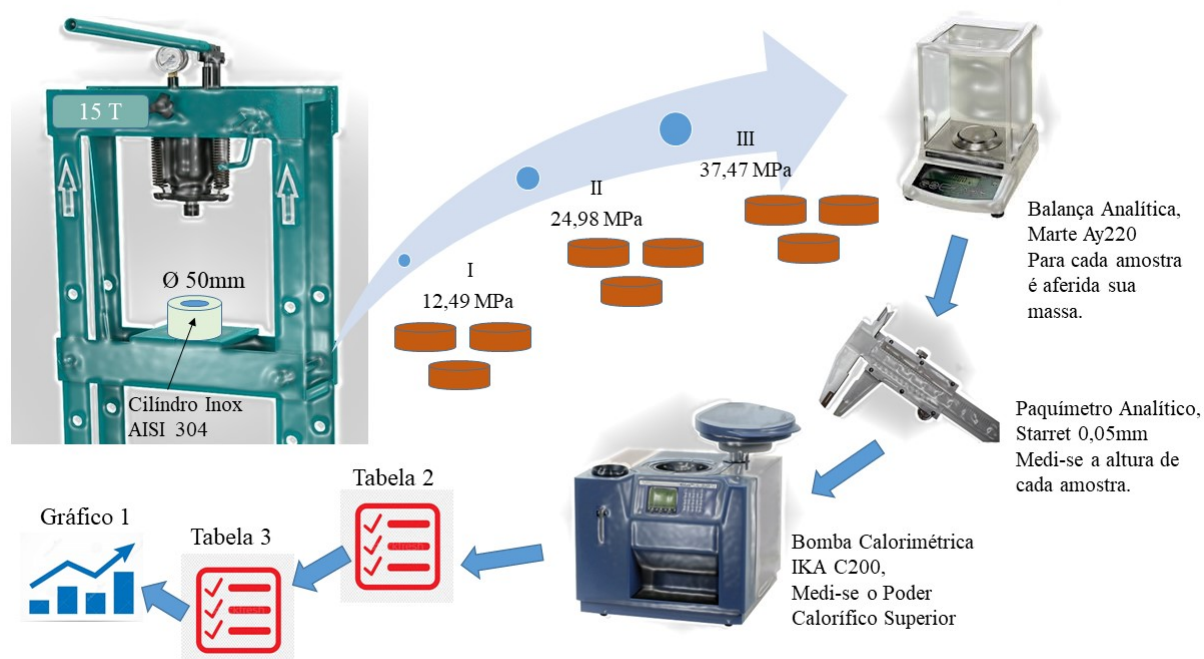 15 T
Ø 50mm
Cilíndro Inox
AISI 304
I
12,49 MPa
II
24,98 MPa
III
37,47 MPa
Balança Analítica,
Marte Ay220
Para cada amostra
é aferida sua
massa.
Paquímetro Analítico,
Starret 0,05mm
Medi-se a altura de
cada amostra.
Bomba Calorimétrica
IKA C200,
Medi-se o Poder
Calorífico Superior
Tabela 2
Tabela 3
Gráfico 1